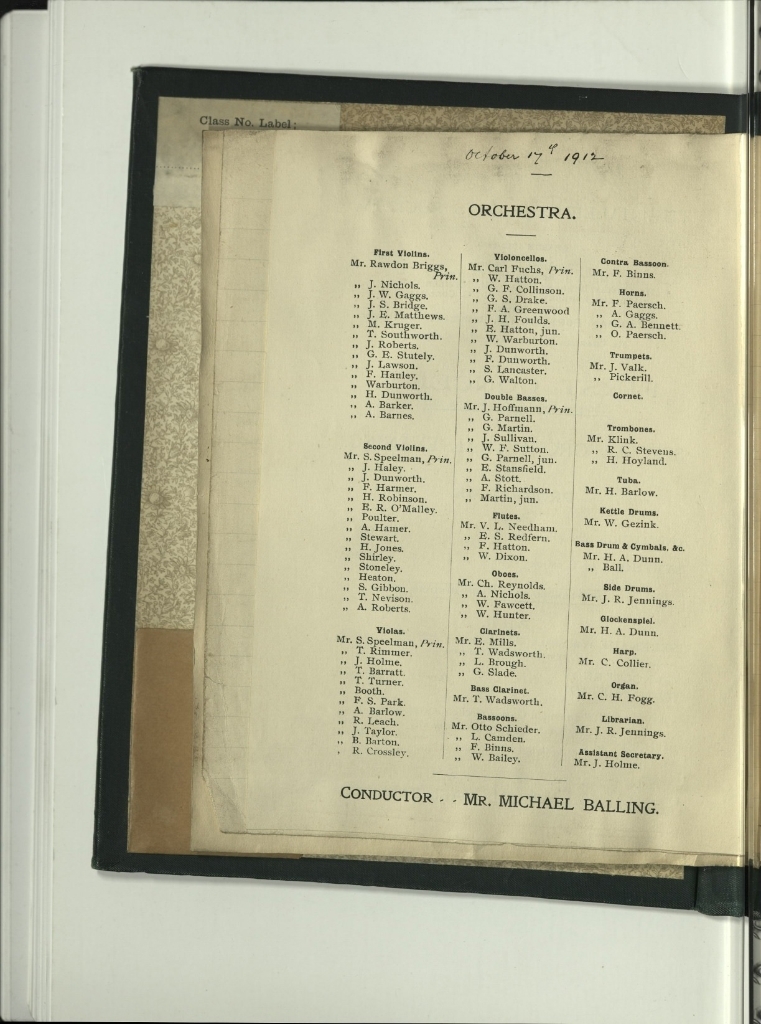 Class No. Label:
October 17th 1912
ORCHESTRA.
First Violins.
Mr. Rawdon Briggs,
Prin.
„ J. Nichols.
„ J. W. Gaggs.
„ J. S. Bridge.
„ J. E. Matthews.
„ M. Kruger.
„ T. Southworth.
„ J. Roberts.
„ G. E. Stutely.
„ J. Lawson.
„ F. Hanley.
„ Warburton.
„ H. Dunworth.
„ A. Barker.
„ A. Barnes.
Second Violins.
Mr. S. Speelman, Prin.
„ J. Haley.
„ J. Dunworth.
„ F. Harmer.
„ H. Robinson.
„ E. R. O'Malley.
„ Poulter.
„ A. Hamer.
„ Stewart.
„ H. Jones.
„ Shirley.
„ Stoneley.
„ Heaton.
„ S. Gibbon.
„ T. Nevison.
„ A. Roberts.
Violas.
Mr. S. Speelman, Prin.
„ T. Rimmer.
„ J. Holme.
„ T. Barratt.
„ T. Turner.
„ Booth.
„ F. S. Park.
„ A. Barlow.
„ R. Leach.
„ J. Taylor.
„ B. Barton.
„ R. Crossley.
Violoncellos.
Mr. Carl Fuchs, Prin.
„ W. Hatton.
„ G. F. Collinson.
„ G. S. Drake.
„ F. A. Greenwood
„ J. H. Foulds.
„ E. Hatton, jun.
„ W. Warburton.
„ J. Dunworth.
„ F. Dunworth.
„ S. Lancaster.
„ G. Walton.
Double Basses.
Mr. J. Hoffmann, Prin.
„ G. Parnell.
„ G. Martin.
„ J. Sullivan.
„ W. F. Sutton.
„ G. Parnell, jun.
„ E. Stansfield.
„ A. Stott.
„ F. Richardson.
„ Martin, jun.
Flutes.
Mr. V. L. Needham.
„ E. S. Redfern.
„ F. Hatton.
„ W. Dixon.
Oboes.
Mr. Ch. Reynolds.
„ A. Nichols.
„ W. Fawcett.
„ W. Hunter.
Clarinets.
Mr. E. Mills.
„ T. Wadsworth.
„ L. Brough.
„ G. Slade.
Bass Clarinet.
Mr. T. Wadsworth.
Bassoons.
Mr. Otto Schieder.
„ L. Camden.
„ F. Binns.
„ W. Bailey.
Contra Bassoon.
Mr. F. Binns.
Horns.
Mr. F. Paersch.
„ A. Gaggs.
„ G. A. Bennett.
„ O. Paersch.
Trumpets.
Mr. J. Valk.
„ Pickerill.
Cornet.
Trombones.
Mr. Klink.
„ R. C. Stevens.
„ H. Hoyland.
Tuba.
Mr. H. Barlow.
Kettle Drums.
Mr. W. Gezink.
Bass Drum & Cymbals, &c.
Mr. H. A. Dunn.
„ Ball.
Side Drums.
Mr. J. R. Jennings.
Glockenspiel.
Mr. H. A. Dunn.
Harp.
Mr. C. Collier.
Organ.
Mr. C. H. Fogg.
Librarian.
Mr. J. R. Jennings.
Assistant Secretary.
Mr. J. Holme.
CONDUCTOR - - MR. MICHAEL BALLING.